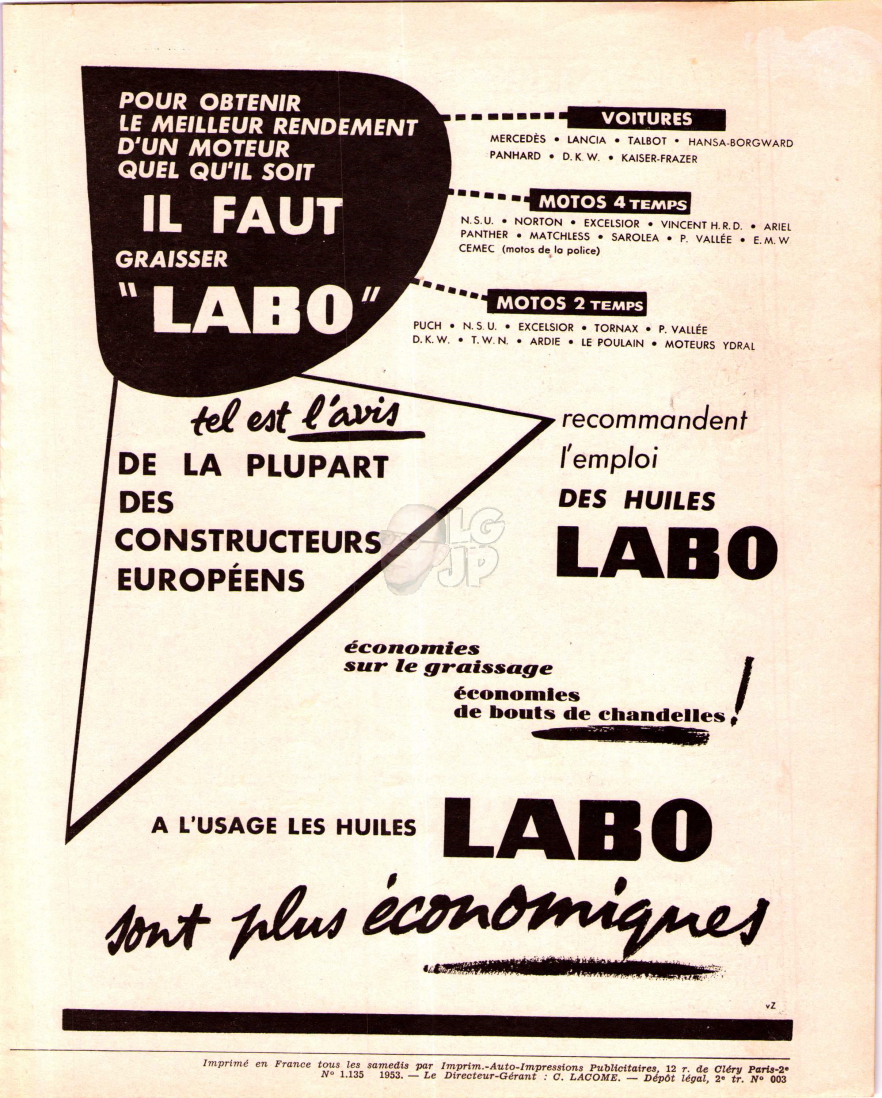 POUR OBTENIR
LE MEILLEUR RENDEMENT
D'UN MOTEUR
QUEL QU'IL SOIT
IL FAUT
GRAISSER
"LABO"
VOITURES
MERCEDÈS • LANCIA • TALBOT • HANSA-BORGWARD
PANHARD • D.K.W. • KAISER-FRAZER
MOTOS 4 TEMPS
N.S.U. • NORTON • EXCELSIOR • VINCENT H.R.D. • ARIEL
PANTHER • MATCHLESS • SAROLEA • P. VALLÉE • E.M.W
CEMEC (motos de la police)
MOTOS 2 TEMPS
PUCH • N.S.U. • EXCELSIOR • TORNAX • P. VALLÉE
D.K.W. • T.W.N. • ARDIE • LE POULAIN • MOTEURS YDRAL
tel est l'avis
DE LA PLUPART
DES
CONSTRUCTEURS
EUROPÉENS
recommandent
l'emploi
DES HUILES
LABO
LG
JP
économies
sur le graissage
économies
de bouts de chandelles !
A L'USAGE LES HUILES LABO
sont plus économiques
vZ
Imprimé en France tous les samedis par Imprim.-Auto-Impressions Publicitaires, 12 r. de Cléry Paris-2e
N° 1.135 1953. — Le Directeur-Gérant : C. LACOME. — Dépôt légal, 2e tr. N° 003